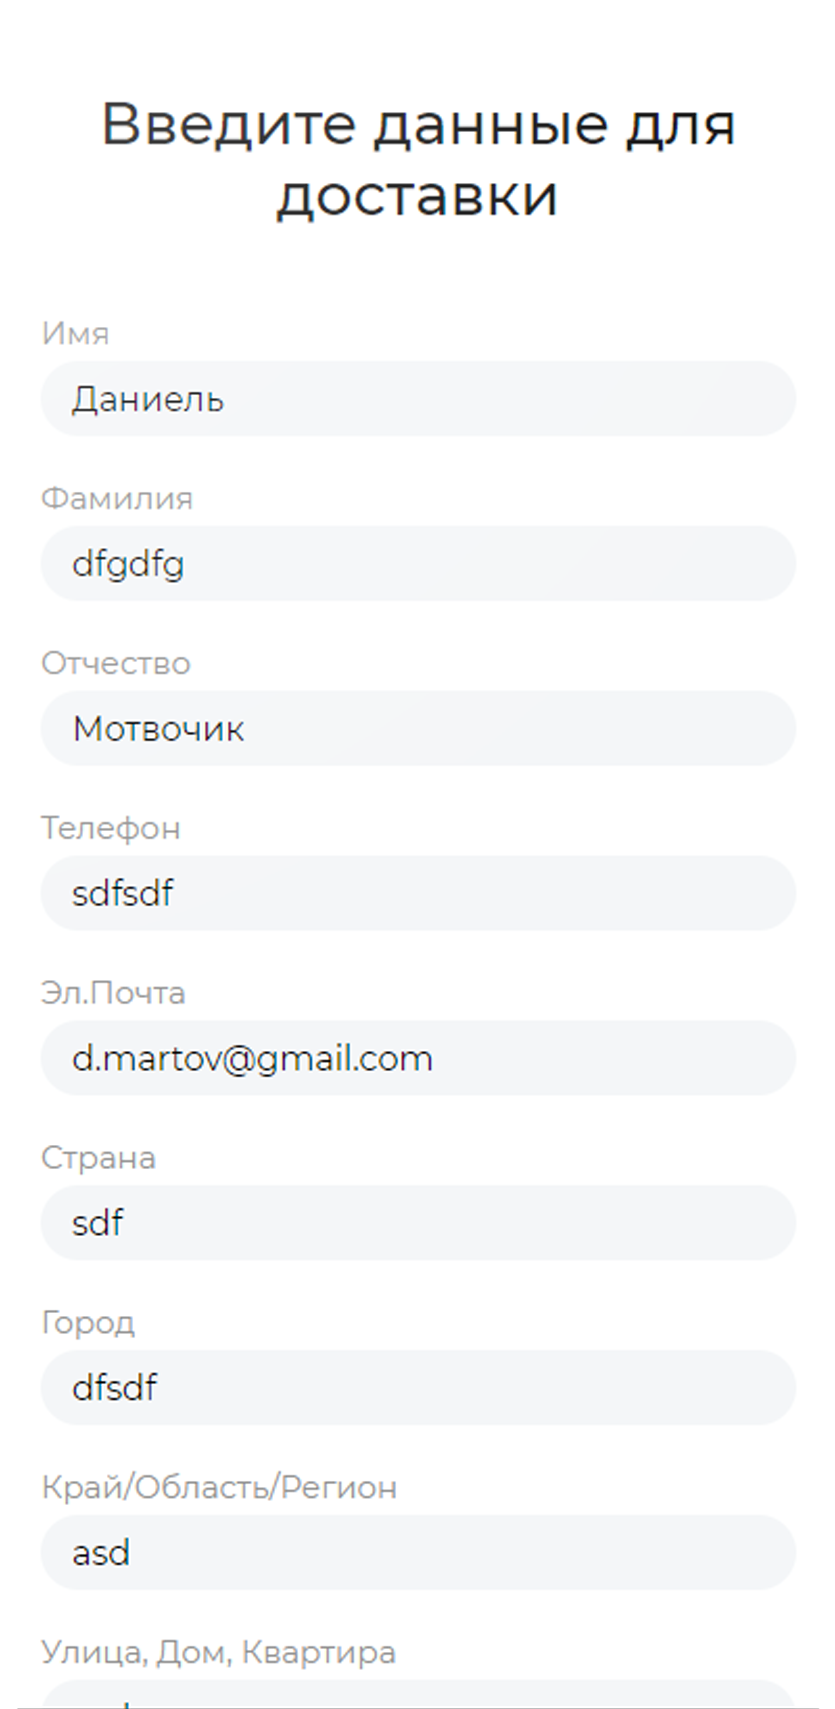 Введите данные для
доставки
Имя
Даниель
Фамилия
dfgdfg
Отчество
Мотвочик
Телефон
sdfsdf
Эл.Почта
d.martov@gmail.com
Страна
sdf
Город
dfsdf
Край/Область/Регион
asd
Улица, Дом, Квартира